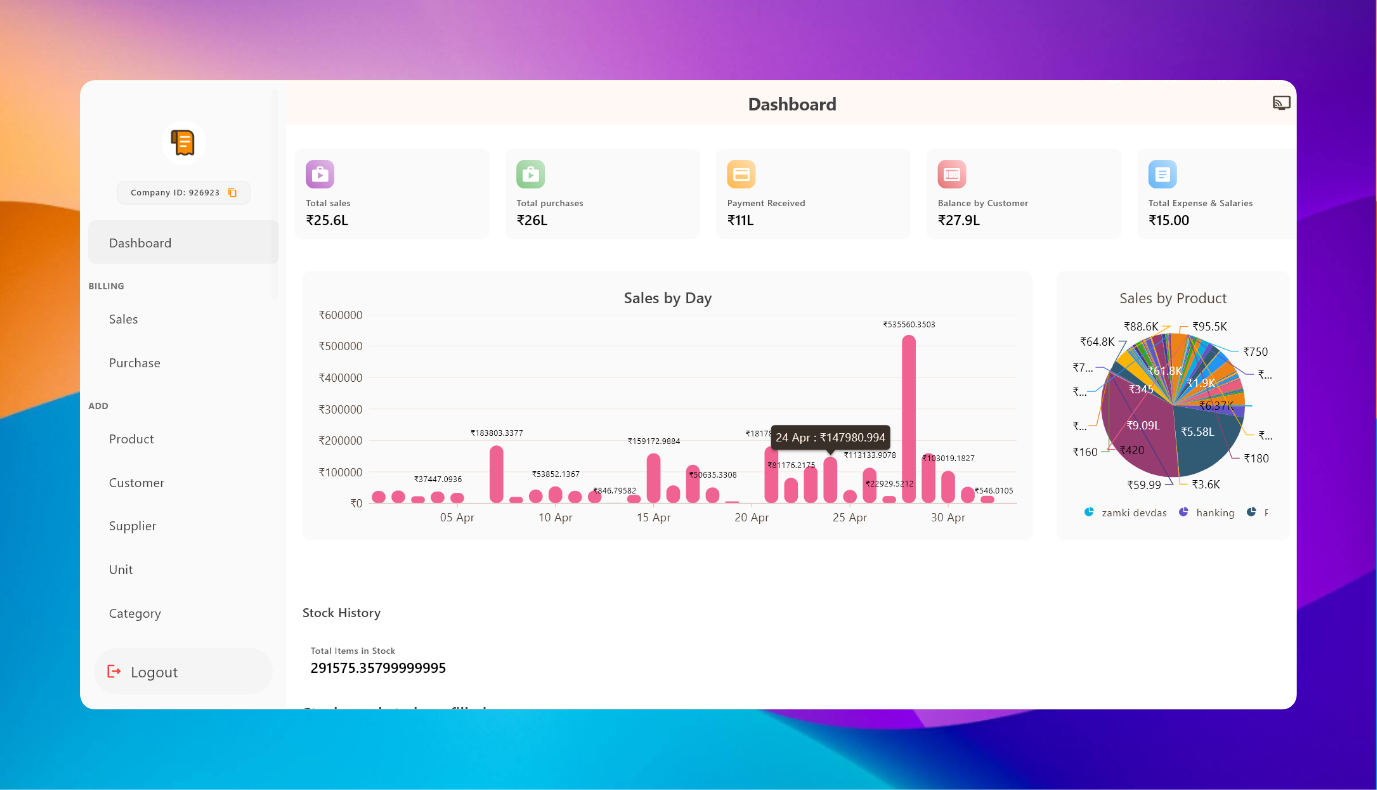 Company ID: 926923
Dashboard
BILLING
Sales
Purchase
ADD
Product
Customer
Supplier
Unit
Category
Logout
Dashboard
Total sales
₹25.6L
Total purchases
₹26L
Payment Received
₹11L
Balance by Customer
₹27.9L
Total Expense & Salaries
₹15.00
Sales by Day
₹600000
₹500000
₹400000
₹300000
₹200000
₹100000
₹0
₹37447.0936
₹183803.3377
₹53852.1367
₹846.79582
₹159172.9884
₹50635.3308
₹81176.2175
24 Apr : ₹147980.994
₹113133.9078
₹22929.5212
₹535560.3503
₹103019.1827
₹546.0105
05 Apr
10 Apr
15 Apr
20 Apr
25 Apr
30 Apr
Sales by Product
₹88.6K
₹95.5K
₹64.8K
₹750
₹7...
₹...
₹61.8K
₹...
₹345
₹1.9K
₹6.37K
₹...
₹9.09L
₹5.58L
₹...
₹160
₹420
₹180
₹59.99
₹3.6K
zamki devdas
hanking
Stock History
Total Items in Stock
291575.35799999995